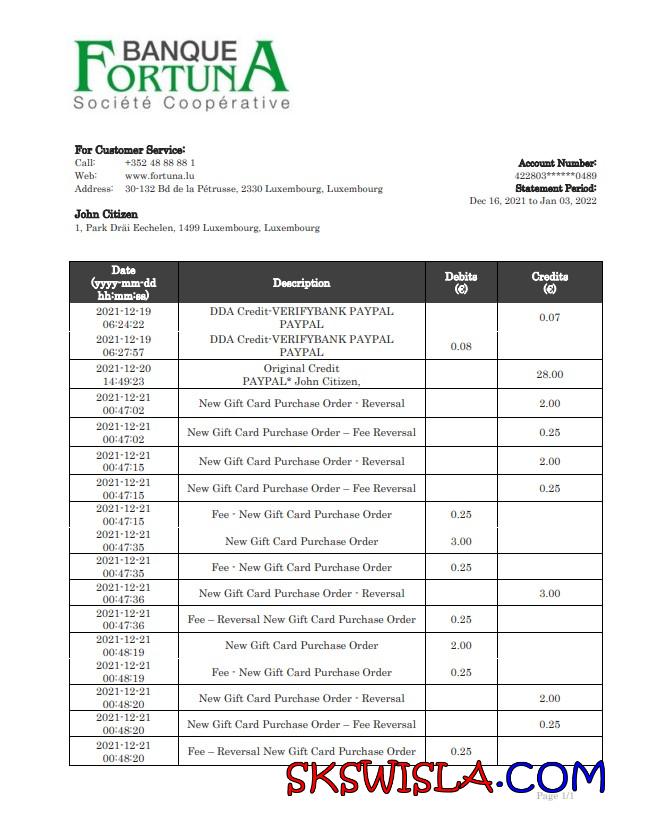 BANQUE
FORTUNA
Société Coopérative
For Customer Service:
Call: +352 48 88 88 1
Web: www.fortuna.lu
Address: 30-132 Bd de la Pétrusse, 2330 Luxembourg, Luxembourg
Account Number:
422803******0489
Statement Period:
Dec 16, 2021 to Jan 03, 2022
John Citizen
1, Park Dräi Eechelen, 1499 Luxembourg, Luxembourg
Date
(yyyy-mm-dd
hh:mm:ss)
Description
Debits
(€)
Credits
(€)
2021-12-19
06:24:22
DDA Credit-VERIFYBANK PAYPAL
PAYPAL
0.07
2021-12-19
06:27:57
DDA Credit-VERIFYBANK PAYPAL
PAYPAL
0.08
2021-12-20
14:49:23
Original Credit
PAYPAL* John Citizen,
28.00
2021-12-21
00:47:02
New Gift Card Purchase Order - Reversal
2.00
2021-12-21
00:47:02
New Gift Card Purchase Order – Fee Reversal
0.25
2021-12-21
00:47:15
New Gift Card Purchase Order - Reversal
2.00
2021-12-21
00:47:15
New Gift Card Purchase Order – Fee Reversal
0.25
2021-12-21
00:47:15
Fee - New Gift Card Purchase Order
0.25
2021-12-21
00:47:35
New Gift Card Purchase Order
3.00
2021-12-21
00:47:35
Fee - New Gift Card Purchase Order
0.25
2021-12-21
00:47:36
New Gift Card Purchase Order - Reversal
3.00
2021-12-21
00:47:36
Fee – Reversal New Gift Card Purchase Order
0.25
2021-12-21
00:48:19
New Gift Card Purchase Order
2.00
2021-12-21
00:48:19
Fee - New Gift Card Purchase Order
0.25
2021-12-21
00:48:20
New Gift Card Purchase Order - Reversal
2.00
2021-12-21
00:48:20
New Gift Card Purchase Order – Fee Reversal
0.25
2021-12-21
00:48:20
Fee – Reversal New Gift Card Purchase Order
0.25
SKSWISLA.COM
Page 1/1